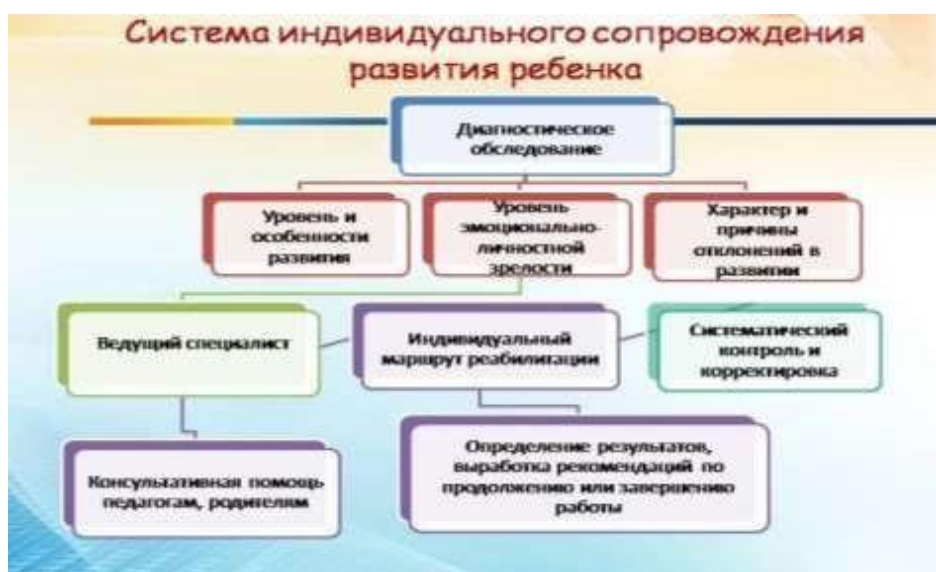 Система индивидуального сопровождения
развития ребенка
Диагностическое
обследование
Уровень и
особенности
развития
Уровень
эмоционально-
личностной
зрелости
Характер и
причины
отклонений в
развитии
Ведущий специалист
Индивидуальный
маршрут реабилитации
Систематический
контроль и
корректировка
Консультативная помощь
педагогам, родителям
Определение результатов,
выработка рекомендаций по
продолжению или завершению
работы